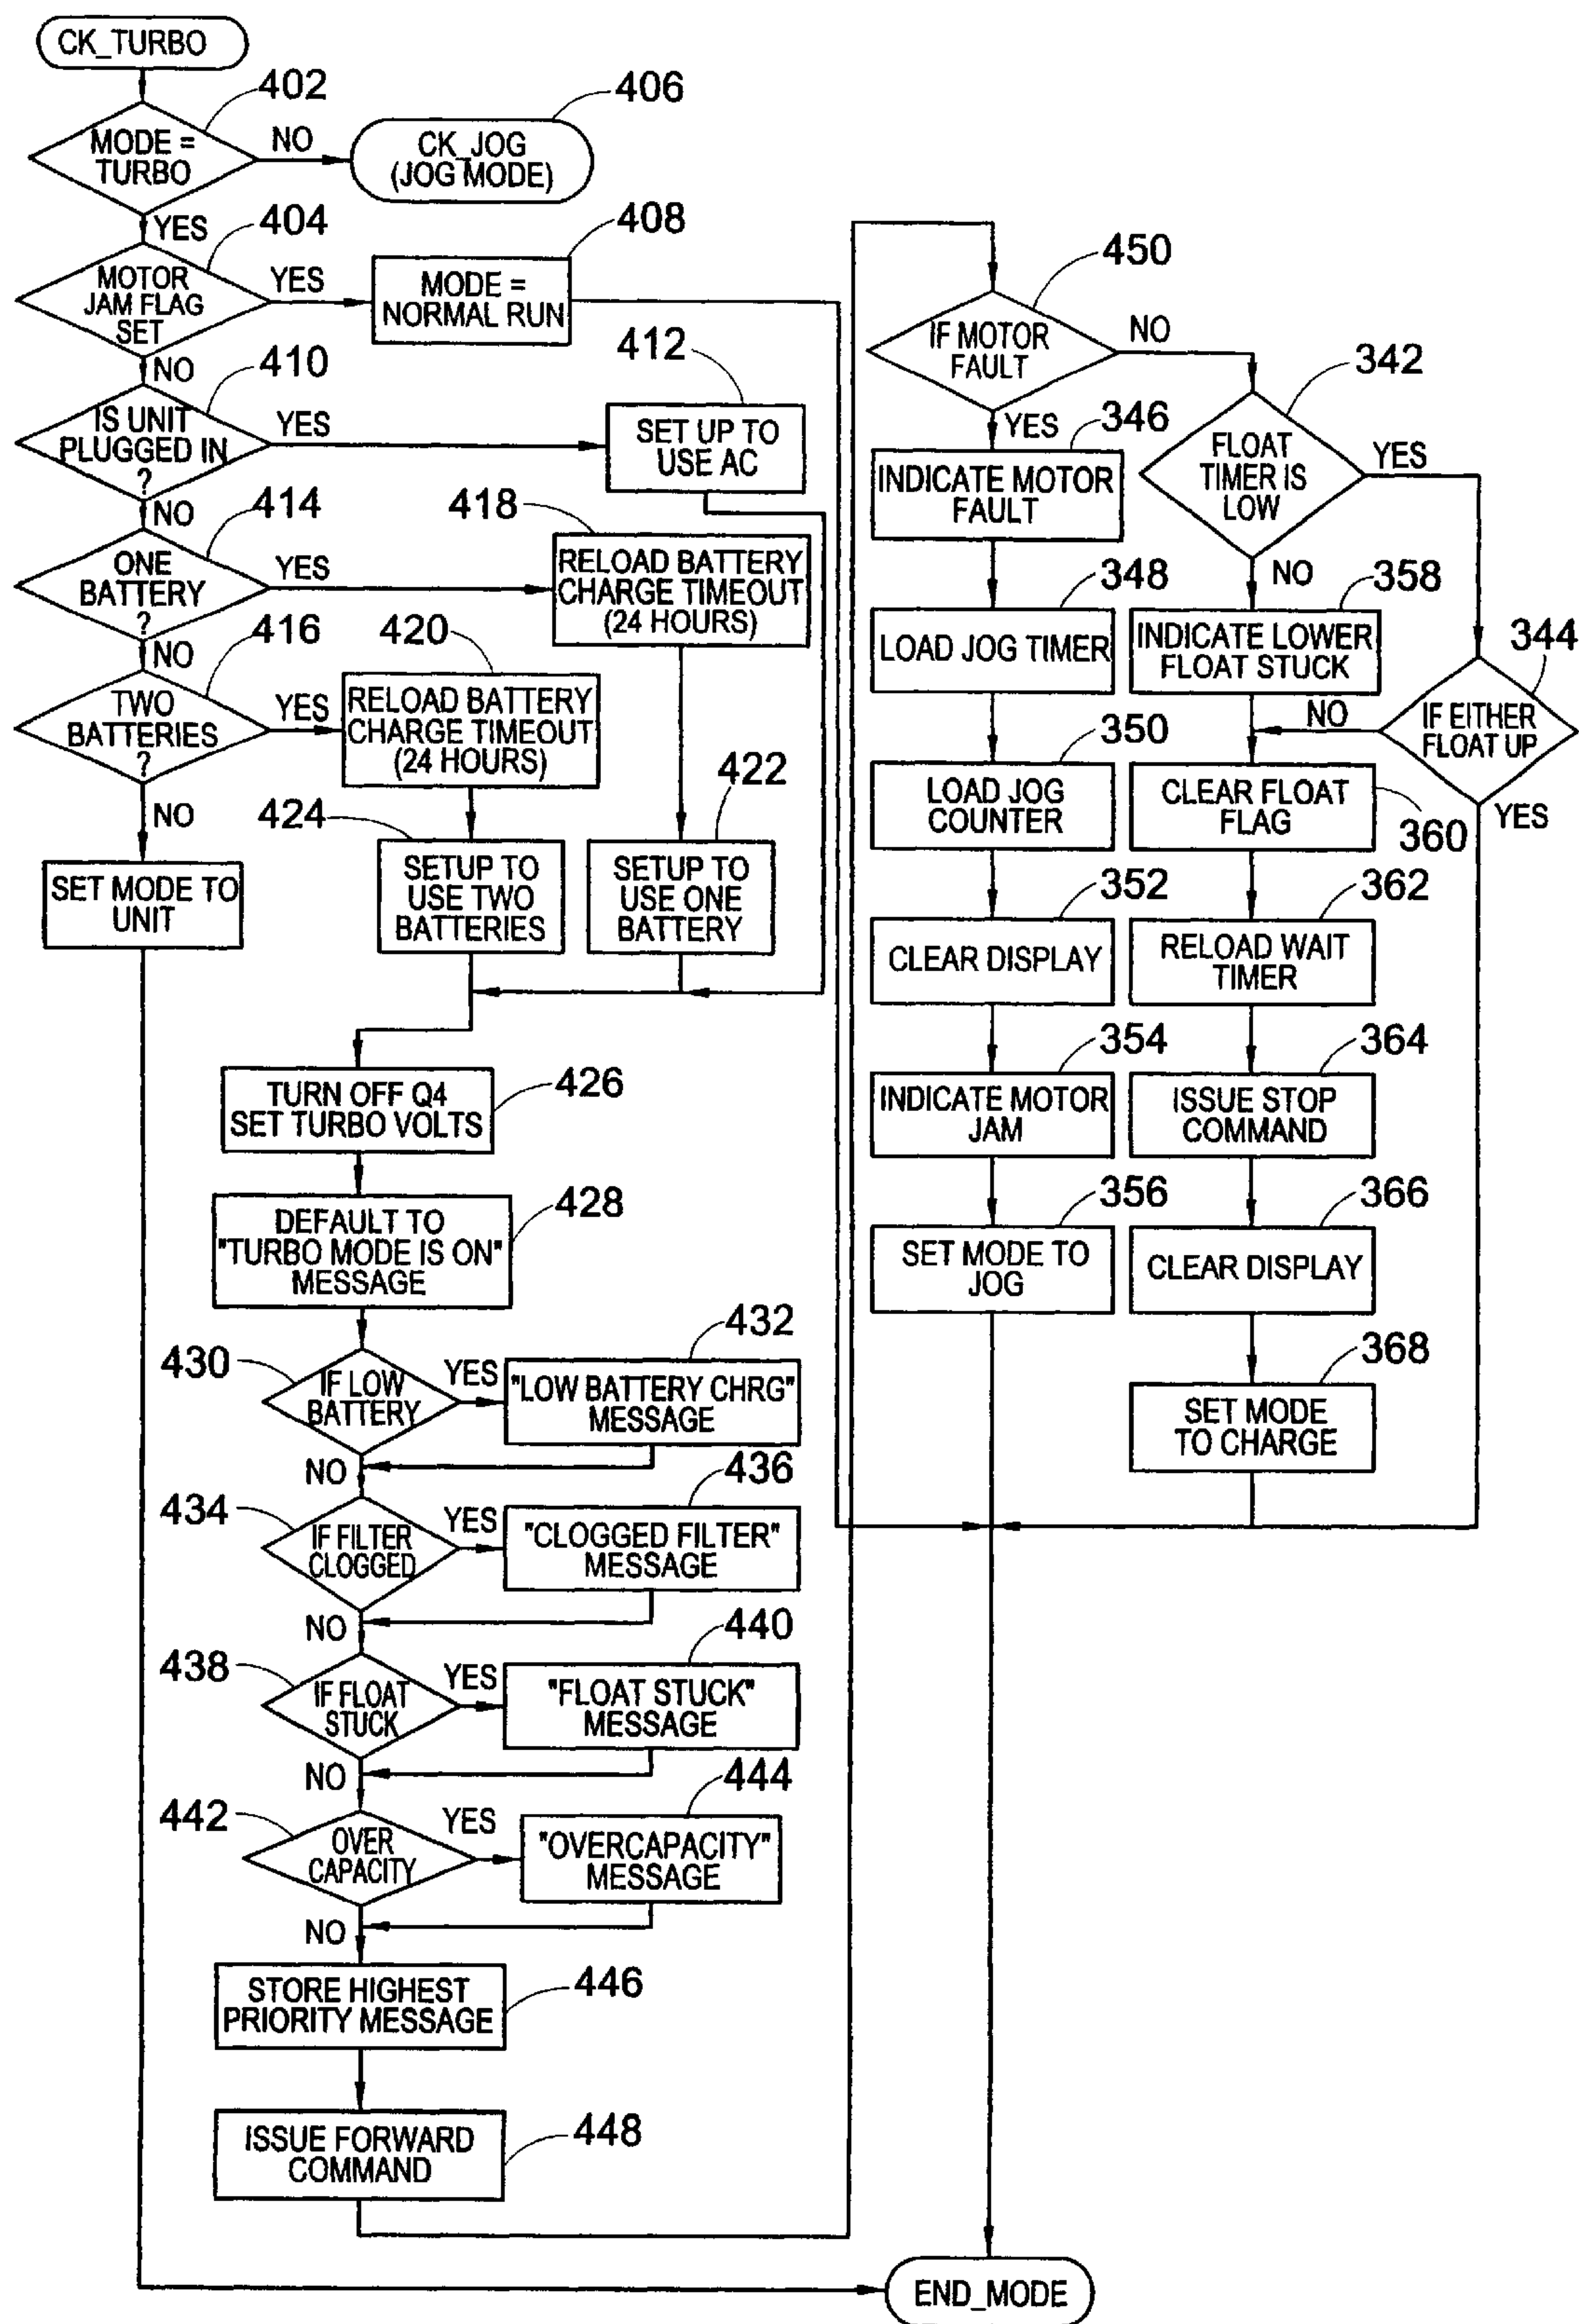 CK_TURBO
402
MODE =
TURBO
NO
406
CK_JOG
(JOG MODE)
YES
404
MOTOR
JAM FLAG
SET
YES
408
MODE =
NORMAL RUN
NO
410
IS UNIT
PLUGGED IN
?
YES
412
SET UP TO
USE AC
NO
414
ONE
BATTERY
?
YES
418
RELOAD BATTERY
CHARGE TIMEOUT
(24 HOURS)
NO
416
TWO
BATTERIES
?
YES
420
RELOAD BATTERY
CHARGE TIMEOUT
(24 HOURS)
NO
SET MODE TO
UNIT
424
SETUP TO
USE TWO
BATTERIES
422
SETUP TO
USE ONE
BATTERY
TURN OFF Q4
SET TURBO VOLTS
426
DEFAULT TO
"TURBO MODE IS ON"
MESSAGE
428
430
IF LOW
BATTERY
YES
432
"LOW BATTERY CHRG"
MESSAGE
NO
434
IF FILTER
CLOGGED
YES
436
"CLOGGED FILTER"
MESSAGE
NO
438
IF FLOAT
STUCK
YES
440
"FLOAT STUCK"
MESSAGE
NO
442
OVER
CAPACITY
YES
444
"OVERCAPACITY"
MESSAGE
NO
STORE HIGHEST
PRIORITY MESSAGE
446
ISSUE FORWARD
COMMAND
448
450
IF MOTOR
FAULT
NO
YES
346
INDICATE MOTOR
FAULT
348
LOAD JOG TIMER
350
LOAD JOG
COUNTER
352
CLEAR DISPLAY
354
INDICATE MOTOR
JAM
356
SET MODE TO
JOG
342
FLOAT
TIMER IS
LOW
YES
NO
358
INDICATE LOWER
FLOAT STUCK
344
IF EITHER
FLOAT UP
NO
YES
CLEAR FLOAT
FLAG
360
362
RELOAD WAIT
TIMER
364
ISSUE STOP
COMMAND
366
CLEAR DISPLAY
368
SET MODE
TO CHARGE
END_MODE